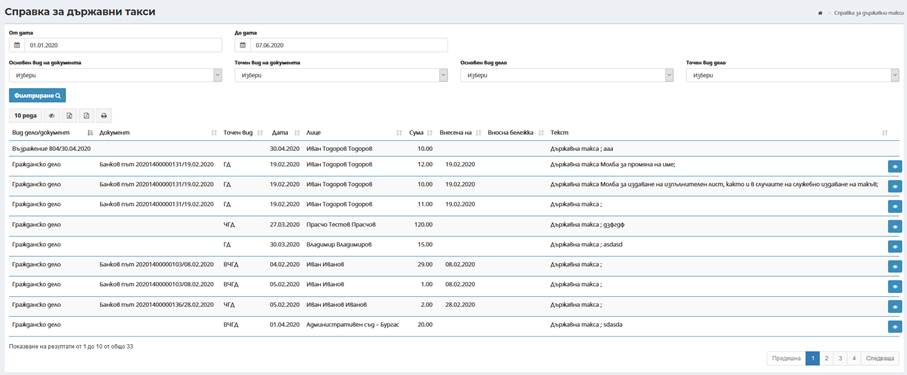 Справка за държавни такси
Справка за държавни такси
От дата До дата
01.01.2020 07.06.2020
Основен вид на документа Точен вид на документа Основен вид дело Точен вид дело
Избери Избери Избери Избери
Филтриране
10 реда
Вид дело/документ Документ Точен вид Дата Лице Сума Внесена на Вносна бележка Текст
Възражение 804/30.04.2020 30.04.2020 Иван Тодоров Тодоров 10.00 Държавна такса ; ааа
Гражданско дело Банков път 20201400000131/19.02.2020 ГД 19.02.2020 Иван Тодоров Тодоров 12.00 19.02.2020 Държавна такса Молба за промяна на име;
Гражданско дело Банков път 20201400000131/19.02.2020 ГД 19.02.2020 Иван Тодоров Тодоров 10.00 19.02.2020 Държавна такса Молба за издаване на изпълнителен лист, както и в случаите на служебно издаване на такъв;
Гражданско дело Банков път 20201400000131/19.02.2020 ГД 19.02.2020 Иван Тодоров Тодоров 11.00 19.02.2020 Държавна такса ;
Гражданско дело ЧГД 27.03.2020 Прасчо Тестов Прасчов 120.00 Държавна такса ; дзфгдф
Гражданско дело ГД 30.03.2020 Владимир Владимиров 15.00 Държавна такса ; asdasd
Гражданско дело Банков път 20201400000103/08.02.2020 ВЧГД 04.02.2020 Иван Иванов 29.00 08.02.2020 Държавна такса ;
Гражданско дело Банков път 20201400000103/08.02.2020 ВЧГД 05.02.2020 Иван Иванов 1.00 08.02.2020 Държавна такса ;
Гражданско дело Банков път 20201400000136/28.02.2020 ЧГД 05.02.2020 Иван Иванов Иванов 2.00 28.02.2020 Държавна такса ;
Гражданско дело ВЧГД 01.04.2020 Административен съд – Бургас 20.00 Държавна такса ; sdasda
Показване на резултати от 1 до 10 от общо 33
Предишна 1 2 3 4 Следваща